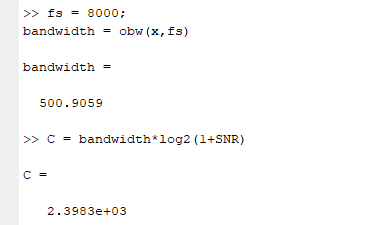 >> fs = 8000;
bandwidth = obw(x,fs)
bandwidth =
500.9059
>> C = bandwidth*log2(1+SNR)
C =
2.3983e+03